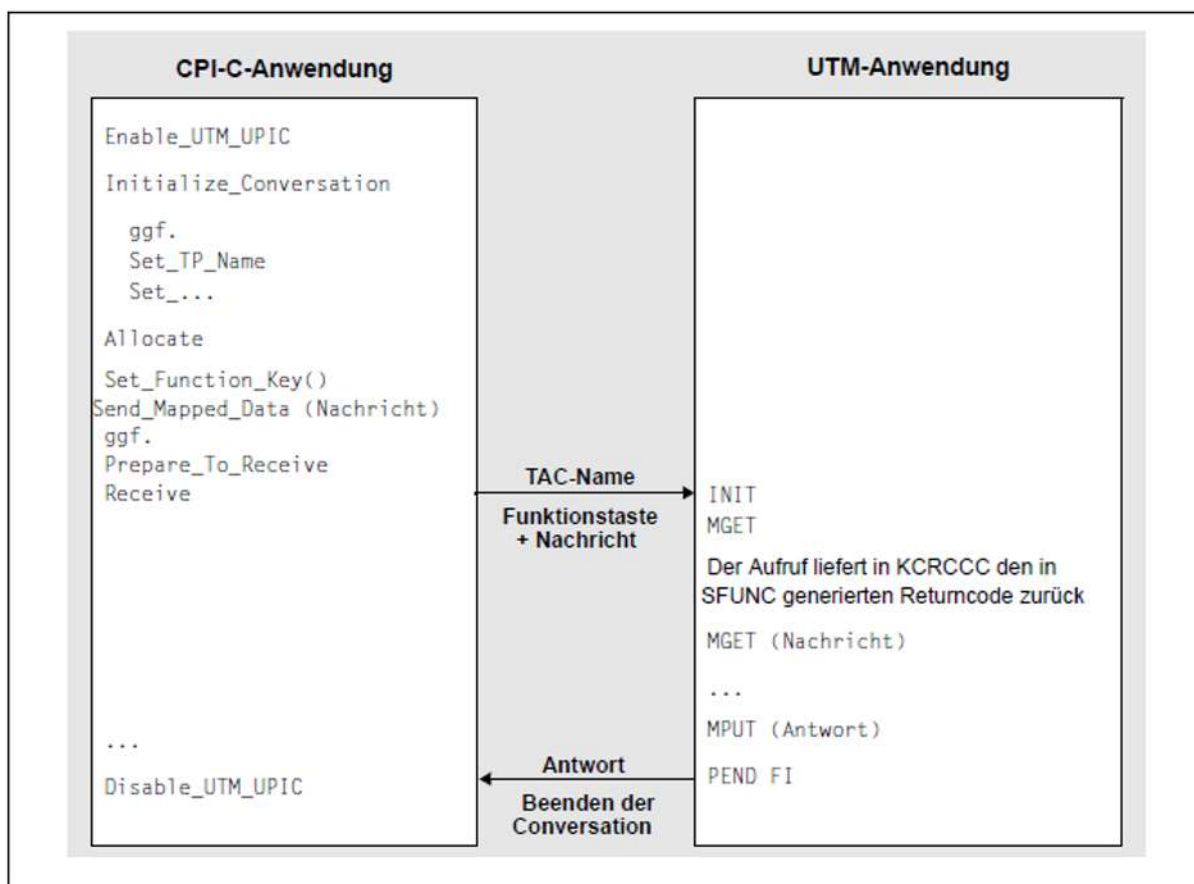 CPI-C-Anwendung
Enable_UTM_UPIC
Initialize_Conversation
ggf.
Set_TP_Name
Set_...
Allocate
Set_Function_Key()
Send_Mapped_Data (Nachricht)
ggf.
Prepare_To_Receive
Receive
...
Disable_UTM_UPIC
TAC-Name
Funktionstaste
+ Nachricht
Antwort
Beenden der
Conversation
UTM-Anwendung
INIT
MGET
Der Aufruf liefert in KCRCCC den in
SFUNC generierten Returncode zurück
MGET (Nachricht)
...
MPUT (Antwort)
PEND FI